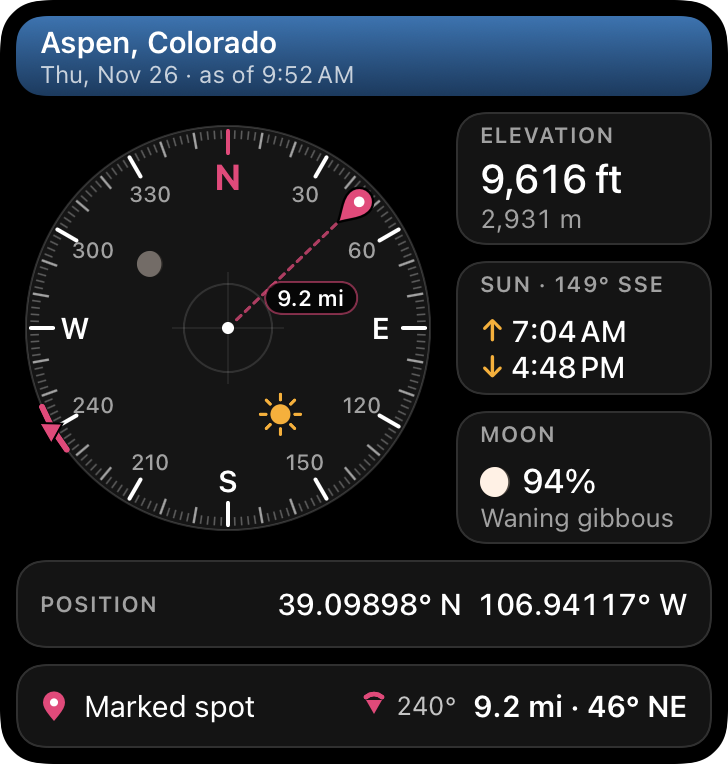 Aspen, Colorado
Thu, Nov 26 · as of 9:52 AM
N
330
30
300
60
9.2 mi
W
E
240
120
210
150
S
ELEVATION
9,616 ft
2,931 m
SUN · 149° SSE
↑ 7:04 AM
↓ 4:48 PM
MOON
94%
Waning gibbous
POSITION 39.09898° N 106.94117° W
Marked spot 240° 9.2 mi · 46° NE